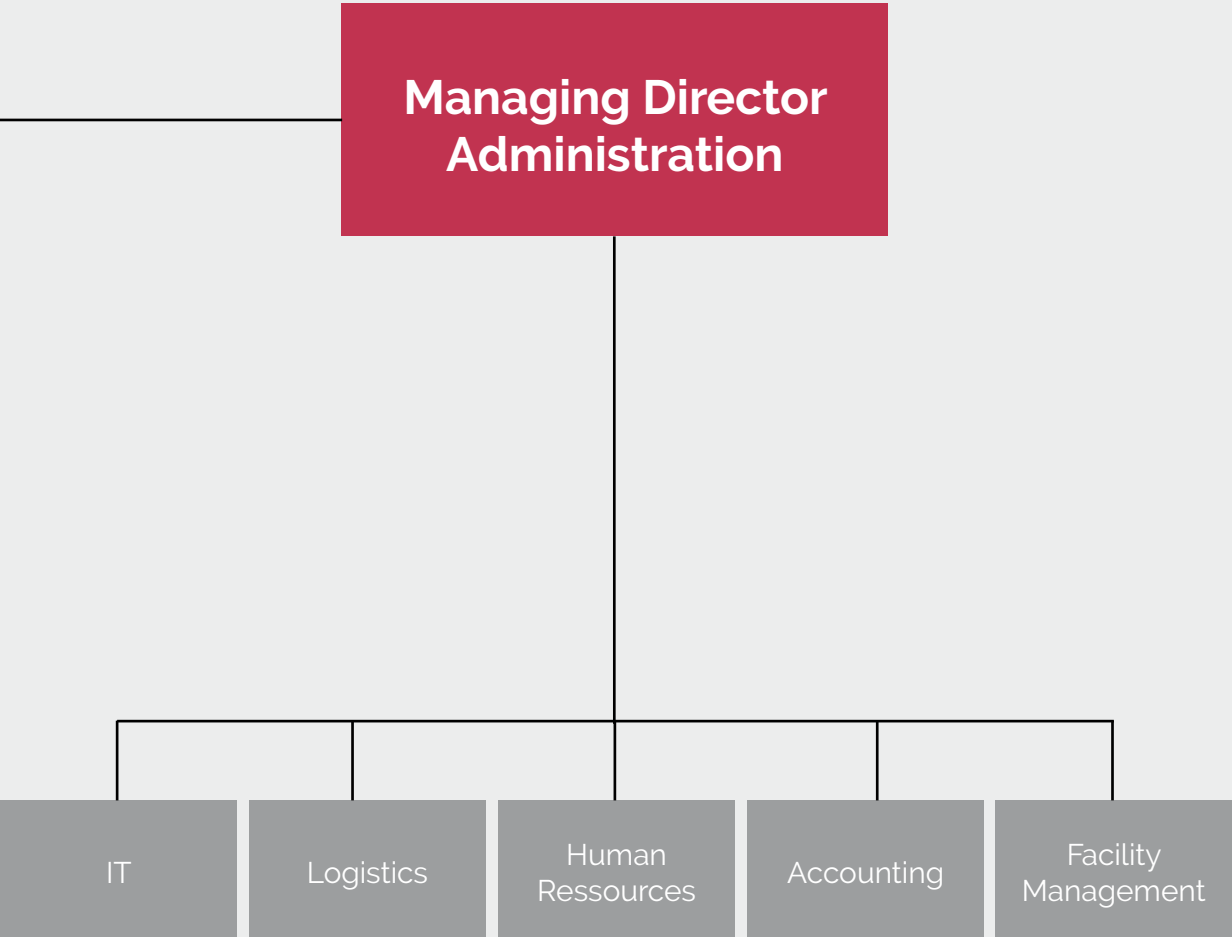 Managing Director
Administration
IT
Logistics
Human
Ressources
Accounting
Facility
Management